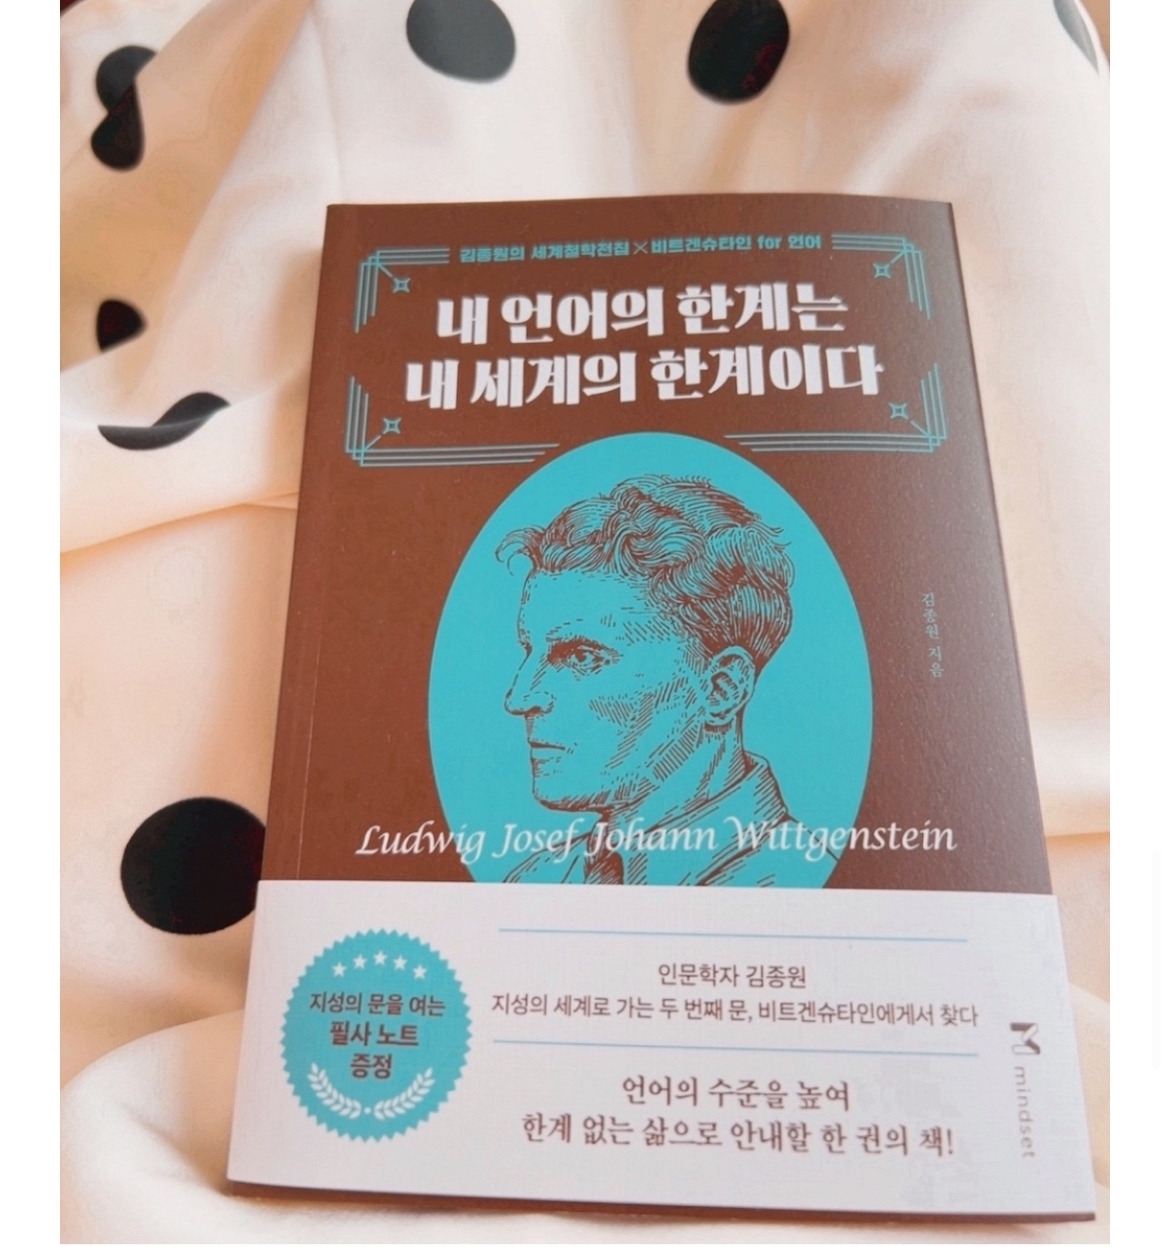 김종원의 세계철학전집×비트겐슈타인 for 언어
내 언어의 한계는
내 세계의 한계이다
김종원 지음
Ludwig Josef Johann Wittgenstein
지성의 문을 여는
필사 노트
증정
인문학자 김종원
지성의 세계로 가는 두 번째 문, 비트겐슈타인에게서 찾다
언어의 수준을 높여
한계 없는 삶으로 안내할 한 권의 책!
mindset